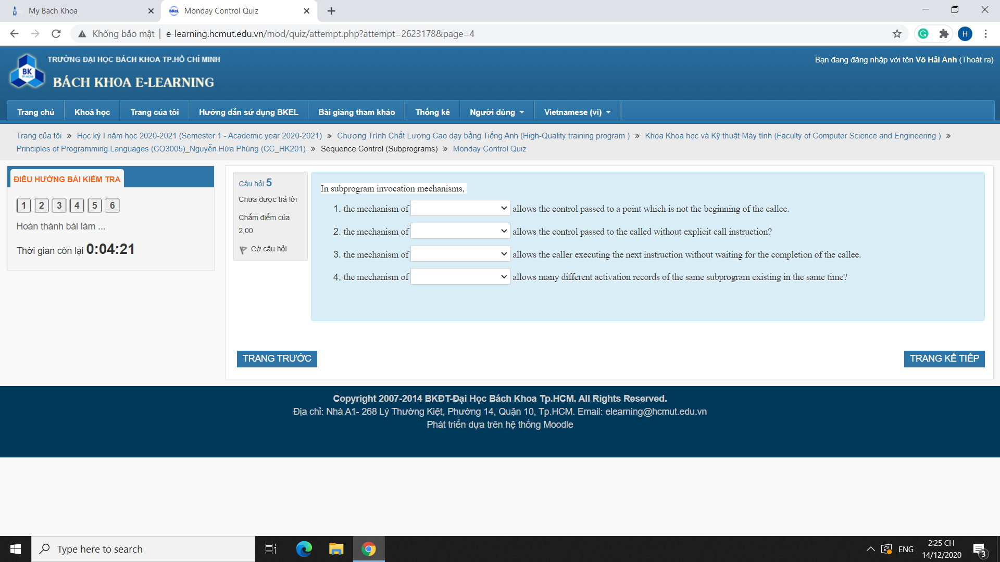 My Bach Khoa
Monday Control Quiz
Không bảo mật | e-learning.hcmut.edu.vn/mod/quiz/attempt.php?attempt=2623178&page=4
H
BK
TP.HCM
TRƯỜNG ĐẠI HỌC BÁCH KHOA TP.HỒ CHÍ MINH
BÁCH KHOA E-LEARNING
Bạn đang đăng nhập với tên Võ Hải Anh (Thoát ra)
Trang chủ Khoá học Trang của tôi Hướng dẫn sử dụng BKEL Bài giảng tham khảo Thống kê Người dùng Vietnamese (vi)
Trang của tôi » Học kỳ I năm học 2020-2021 (Semester 1 - Academic year 2020-2021) » Chương Trình Chất Lượng Cao dạy bằng Tiếng Anh (High-Quality training program ) » Khoa Khoa học và Kỹ thuật Máy tính (Faculty of Computer Science and Engineering ) »
Principles of Programming Languages (CO3005)_Nguyễn Hứa Phùng (CC_HK201) » Sequence Control (Subprograms) » Monday Control Quiz
ĐIỀU HƯỚNG BÀI KIỂM TRA
1 2 3 4 5 6
Hoàn thành bài làm ...
Thời gian còn lại 0:04:21
Câu hỏi 5
Chưa được trả lời
Chấm điểm của
2,00
Cờ câu hỏi
In subprogram invocation mechanisms,
1. the mechanism of allows the control passed to a point which is not the beginning of the callee.
2. the mechanism of allows the control passed to the called without explicit call instruction?
3. the mechanism of allows the caller executing the next instruction without waiting for the completion of the callee.
4. the mechanism of allows many different activation records of the same subprogram existing in the same time?
TRANG TRƯỚC
TRANG KẾ TIẾP
Copyright 2007-2014 BKĐT-Đại Học Bách Khoa Tp.HCM. All Rights Reserved.
Địa chỉ: Nhà A1- 268 Lý Thường Kiệt, Phường 14, Quận 10, Tp.HCM. Email: elearning@hcmut.edu.vn
Phát triển dựa trên hệ thống Moodle
Type here to search
ENG
2:25 CH
14/12/2020
3